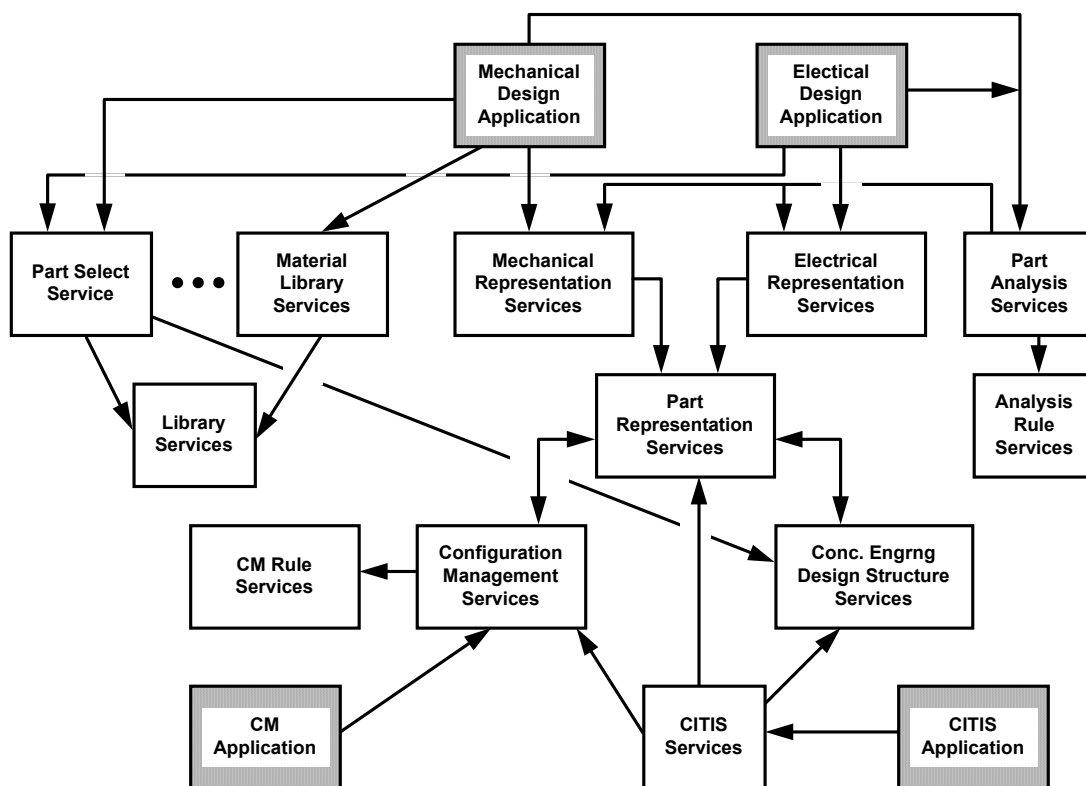 Mechanical
Design
Application
Electical
Design
Application
Part Select
Service
Material
Library
Services
Mechanical
Representation
Services
Electrical
Representation
Services
Part
Analysis
Services
Library
Services
Part
Representation
Services
Analysis
Rule
Services
CM Rule
Services
Configuration
Management
Services
Conc. Engrng
Design Structure
Services
CM
Application
CITIS
Services
CITIS
Application